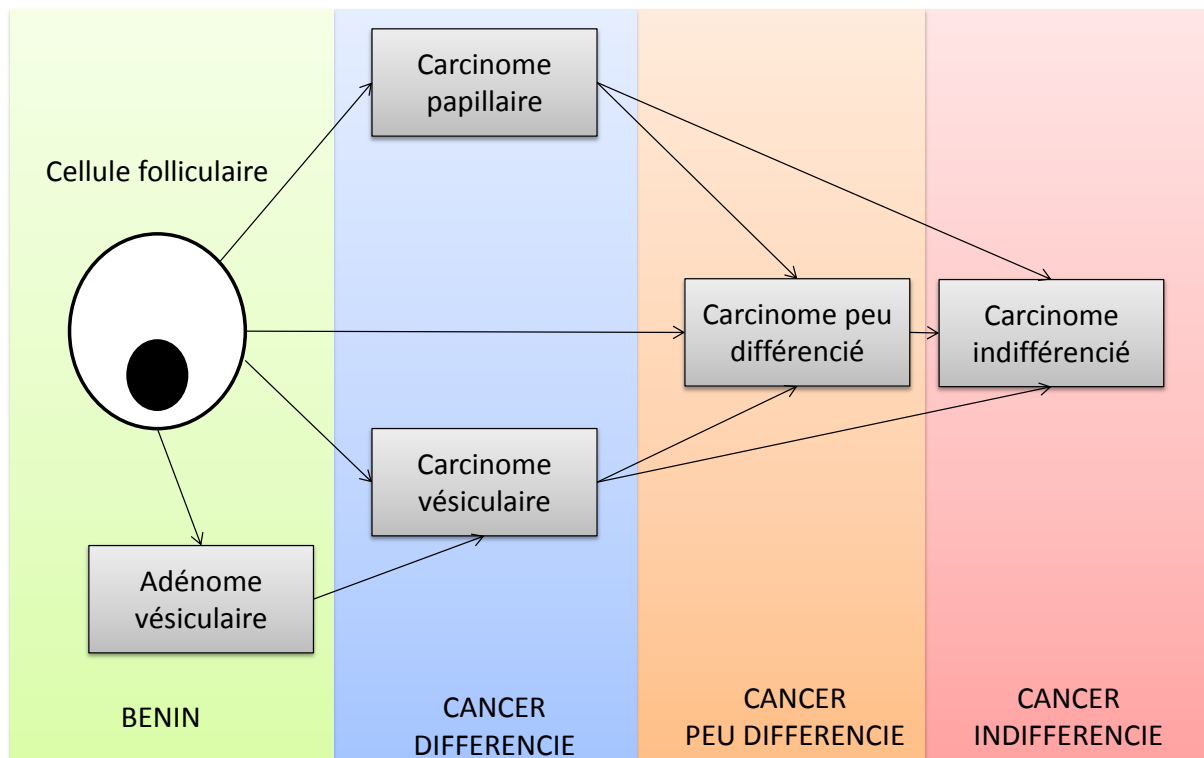 Carcinome
papillaire
Cellule folliculaire
Carcinome peu
différencié
Carcinome
indifférencié
Carcinome
vésiculaire
Adénome
vésiculaire
BENIN
CANCER
DIFFERENCIE
CANCER
PEU DIFFERENCIE
CANCER
INDIFFERENCIE